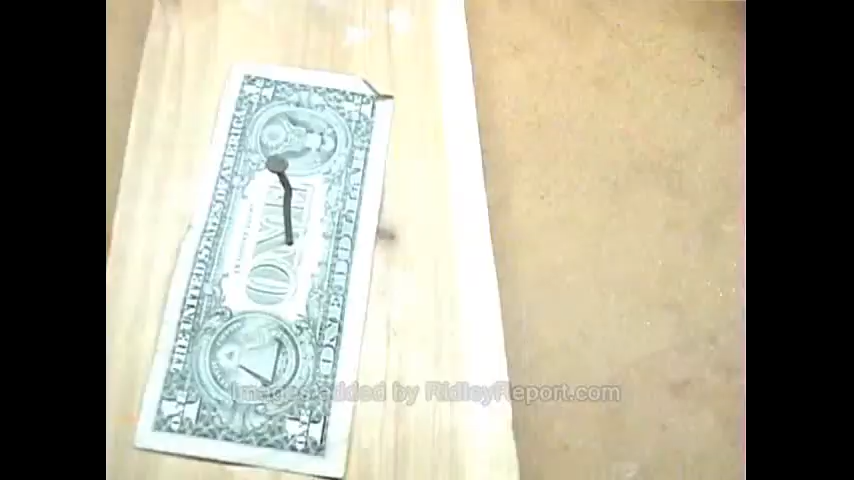 THE UNITED STATES OF AMERICA
ONE
ONE DOLLAR
Images added by RidleyReport.com